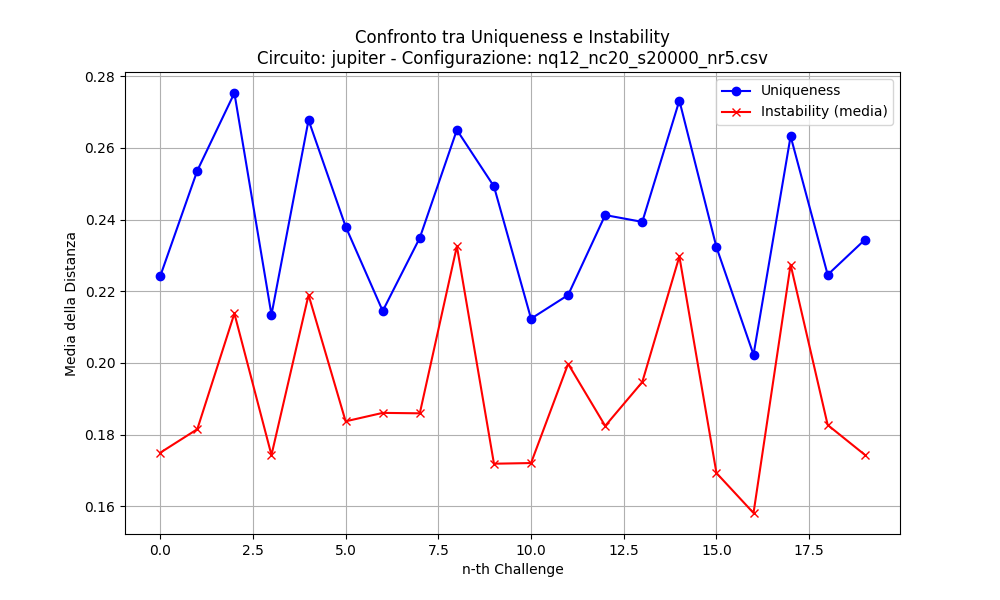 Confronto tra Uniqueness e Instability
Circuito: jupiter - Configurazione: nq12_nc20_s20000_nr5.csv
Uniqueness
Instability (media)
0.28
0.26
0.24
0.22
0.20
0.18
0.16
Media della Distanza
0.0 2.5 5.0 7.5 10.0 12.5 15.0 17.5
n-th Challenge